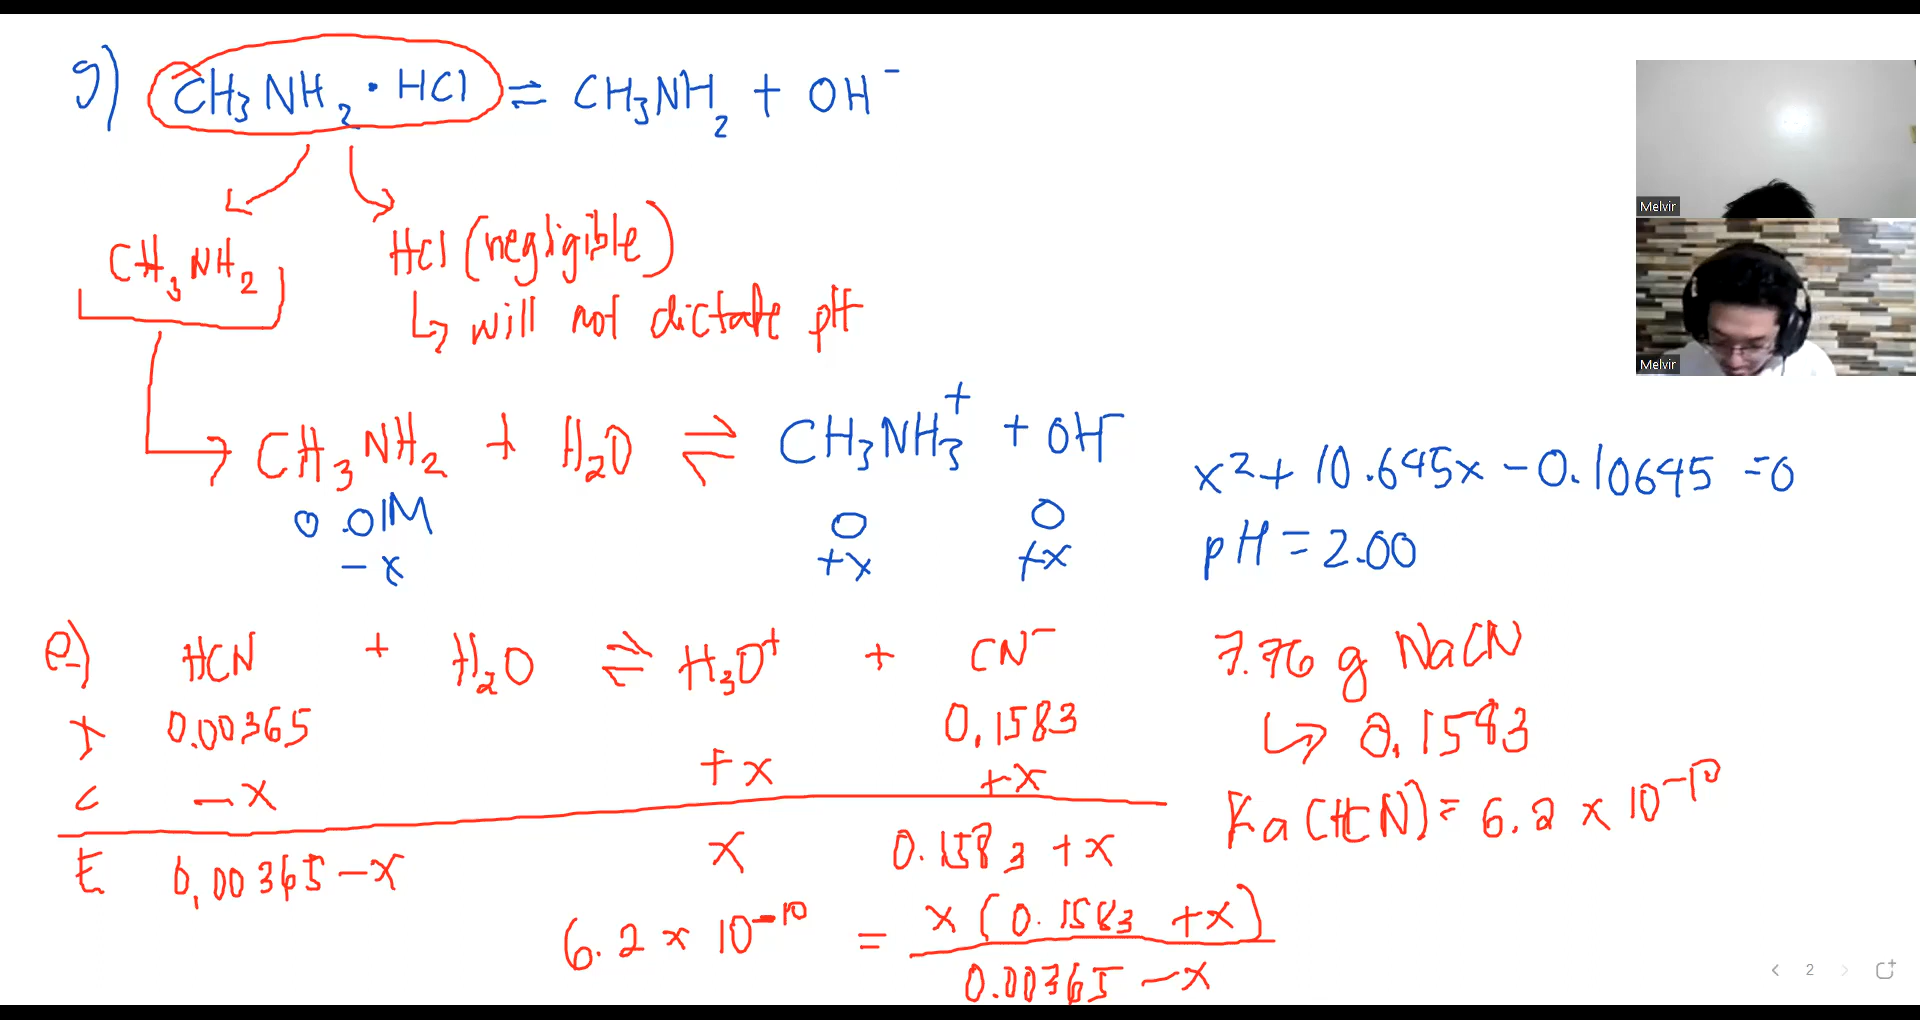 g) CH₃NH₂ · HCl ⇌ CH₃NH₂ + OH⁻
CH₃NH₂
HCl (negligible)
↳ will not dictate pH
CH₃NH₂ + H₂O ⇌ CH₃NH₃⁺ + OH⁻
0.01M 0 0
-x +x +x
x² + 10.645x - 0.10645 = 0
pH = 2.00
e) HCN + H₂O ⇌ H₃O⁺ + CN⁻
I 0.00365 0.1583
C -x +x +x
E 0.00365-x x 0.1583 +x
6.2 x 10⁻¹⁰ = x(0.1583 +x) / 0.00365 -x
7.76 g NaCN
↳ 0.1583
Ka(HCN) = 6.2 x 10⁻¹⁰
Melvir
Melvir
< 2 >